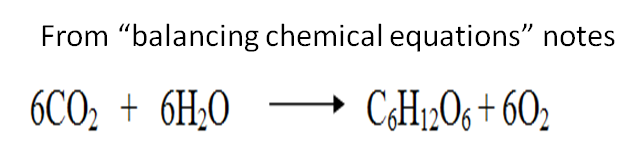 From “balancing chemical equations” notes
6CO₂ + 6H₂O ⟶ C₆H₁₂O₆ + 6O₂